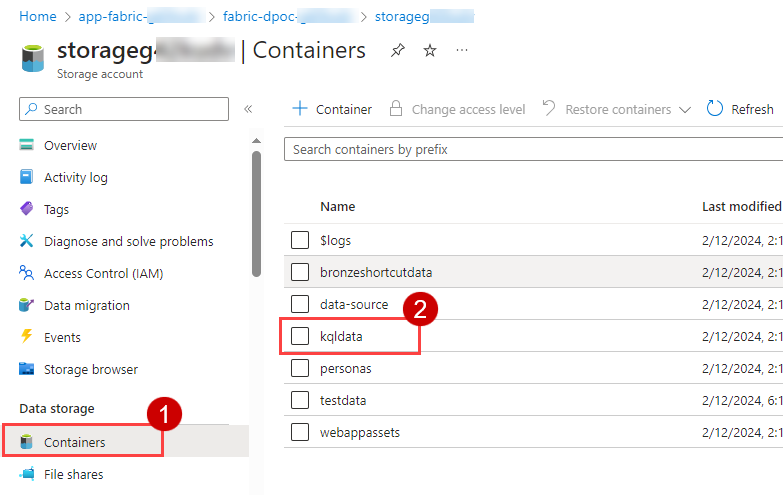 Home > app-fabric- > fabric-dpoc- > storageg
storageg | Containers
Storage account
Search
Container Change access level Restore containers Refresh
Search containers by prefix
Overview
Activity log
Tags
Diagnose and solve problems
Access Control (IAM)
Data migration
Events
Storage browser
Data storage
1
Containers
File shares
Name Last modified
$logs 2/12/2024, 2:1
bronzeshortcutdata 2/12/2024, 2:1
data-source 2/12/2024, 2:1
2
kqldata 2/12/2024, 2:1
personas 2/12/2024, 2:1
testdata 2/12/2024, 6:1
webappassets 2/12/2024, 2:1